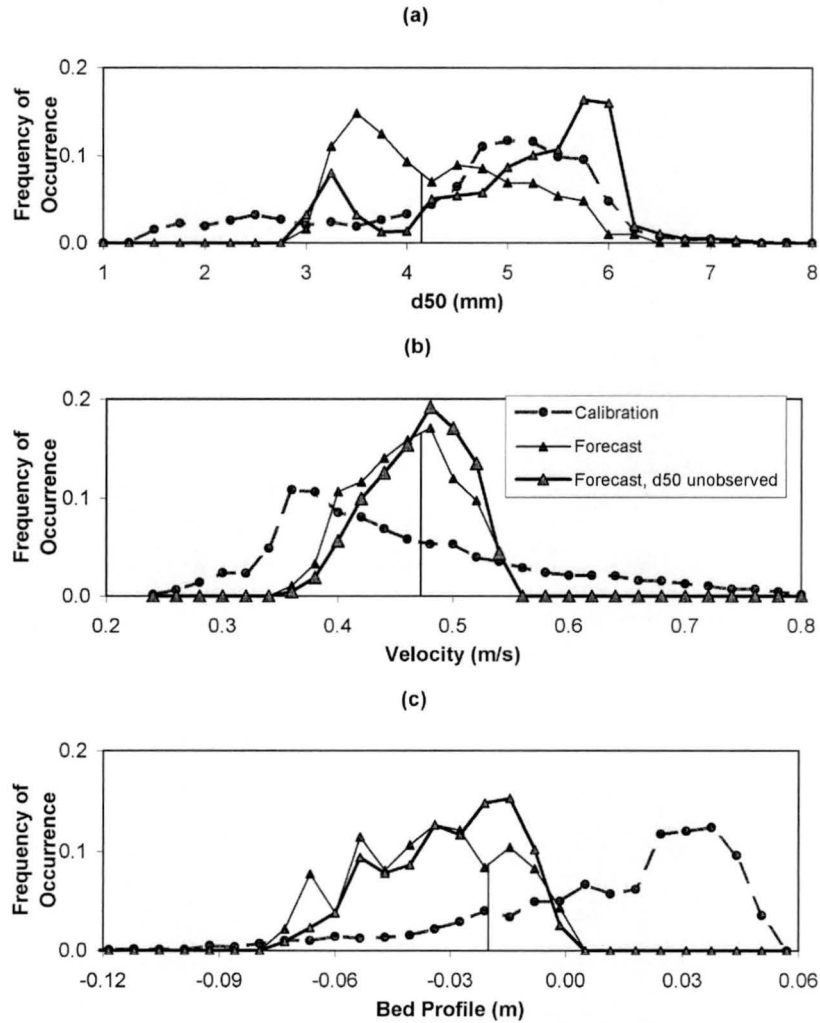 (a)
Frequency of
Occurrence
0.2
0.1
0.0
1 2 3 4 5 6 7 8
d50 (mm)
(b)
Frequency of
Occurrence
0.2
0.1
0.0
Calibration
Forecast
Forecast, d50 unobserved
0.2 0.3 0.4 0.5 0.6 0.7 0.8
Velocity (m/s)
(c)
Frequency of
Occurrence
0.2
0.1
0.0
-0.12 -0.09 -0.06 -0.03 0.00 0.03 0.06
Bed Profile (m)